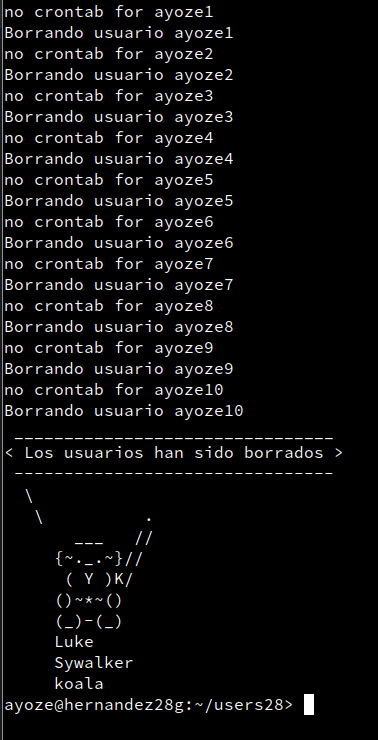 no crontab for ayoze1
Borrando usuario ayoze1
no crontab for ayoze2
Borrando usuario ayoze2
no crontab for ayoze3
Borrando usuario ayoze3
no crontab for ayoze4
Borrando usuario ayoze4
no crontab for ayoze5
Borrando usuario ayoze5
no crontab for ayoze6
Borrando usuario ayoze6
no crontab for ayoze7
Borrando usuario ayoze7
no crontab for ayoze8
Borrando usuario ayoze8
no crontab for ayoze9
Borrando usuario ayoze9
no crontab for ayoze10
Borrando usuario ayoze10
 ________________________________
< Los usuarios han sido borrados >
 --------------------------------
  \
   \          .
       ___   //
     {~._.~}//
      ( Y )K/
     ()~*~()
     (_)-(_)
     Luke
     Sywalker
     koala
ayoze@hernandez28g:~/users28>